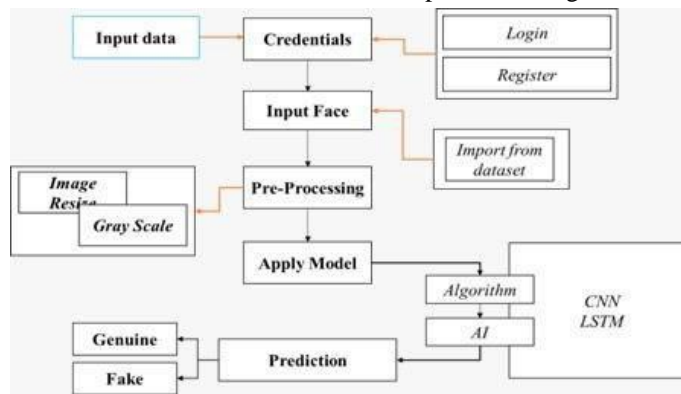 Input data
Credentials
Login
Register
Input Face
Import from
dataset
Pre-Processing
Image
Resize
Gray Scale
Apply Model
Algorithm
CNN
LSTM
AI
Genuine
Prediction
Fake